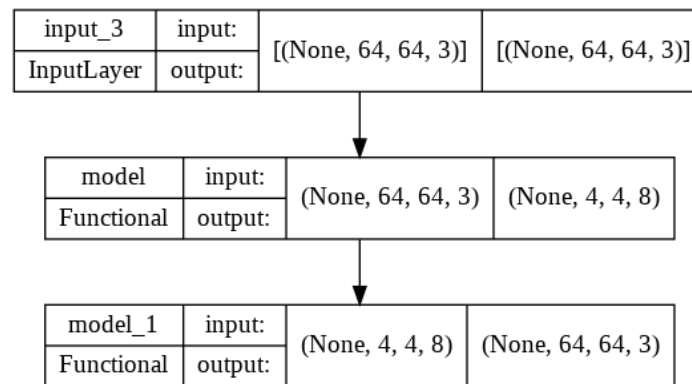 input_3 input: [(None, 64, 64, 3)] [(None, 64, 64, 3)]
InputLayer output:
model input: (None, 64, 64, 3) (None, 4, 4, 8)
Functional output:
model_1 input: (None, 4, 4, 8) (None, 64, 64, 3)
Functional output: